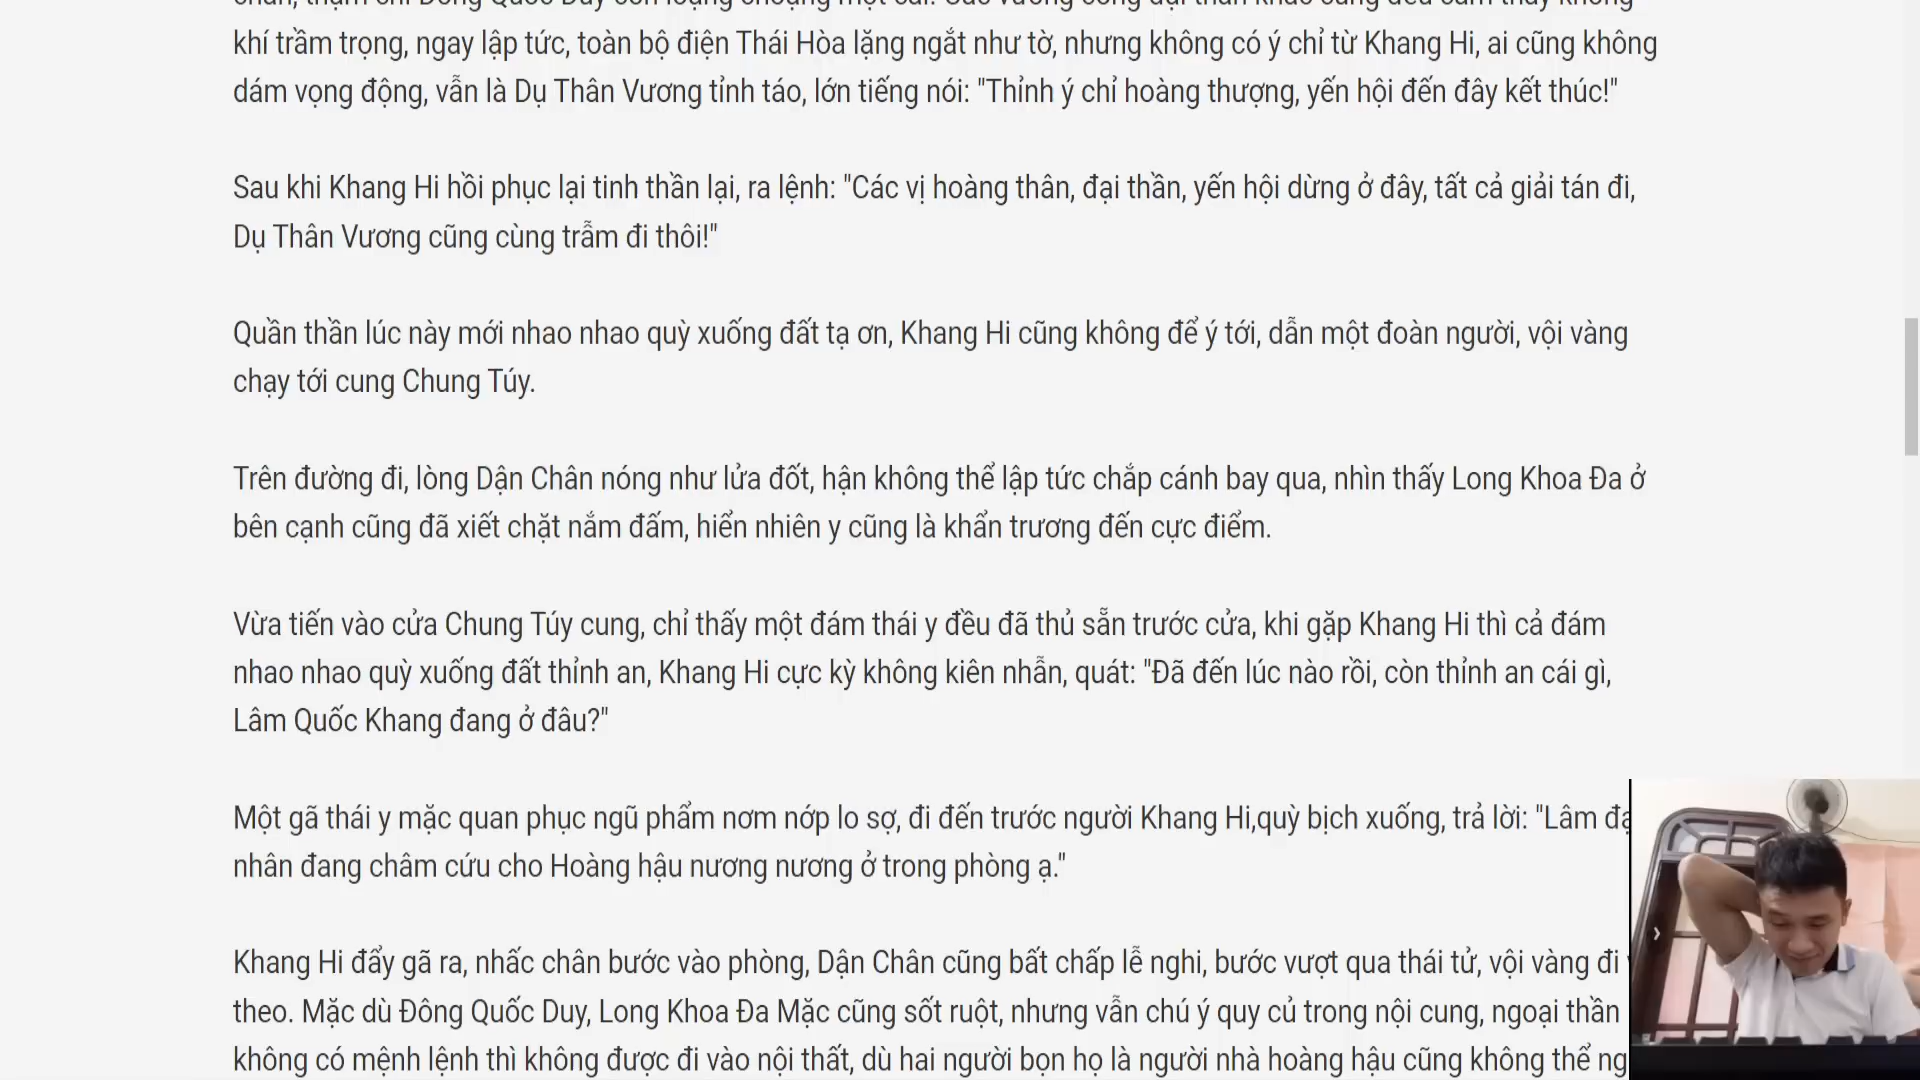 khí trầm trọng, ngay lập tức, toàn bộ điện Thái Hòa lặng ngắt như tờ, nhưng không có ý chỉ từ Khang Hi, ai cũng không
dám vọng động, vẫn là Dụ Thân Vương tỉnh táo, lớn tiếng nói: "Thỉnh ý chỉ hoàng thượng, yến hội đến đây kết thúc!"
Sau khi Khang Hi hồi phục lại tinh thần lại, ra lệnh: "Các vị hoàng thân, đại thần, yến hội dừng ở đây, tất cả giải tán đi,
Dụ Thân Vương cũng cùng trẫm đi thôi!"
Quần thần lúc này mới nhao nhao quỳ xuống đất tạ ơn, Khang Hi cũng không để ý tới, dẫn một đoàn người, vội vàng
chạy tới cung Chung Túy.
Trên đường đi, lòng Dận Chân nóng như lửa đốt, hận không thể lập tức chắp cánh bay qua, nhìn thấy Long Khoa Đa ở
bên cạnh cũng đã xiết chặt nắm đấm, hiển nhiên y cũng là khẩn trương đến cực điểm.
Vừa tiến vào cửa Chung Túy cung, chỉ thấy một đám thái y đều đã thủ sẵn trước cửa, khi gặp Khang Hi thì cả đám
nhao nhao quỳ xuống đất thỉnh an, Khang Hi cực kỳ không kiên nhẫn, quát: "Đã đến lúc nào rồi, còn thỉnh an cái gì,
Lâm Quốc Khang đang ở đâu?"
Một gã thái y mặc quan phục ngũ phẩm nơm nớp lo sợ, đi đến trước người Khang Hi,quỳ bịch xuống, trả lời: "Lâm
nhân đang châm cứu cho Hoàng hậu nương nương ở trong phòng ạ."
Khang Hi đẩy gã ra, nhấc chân bước vào phòng, Dận Chân cũng bất chấp lễ nghi, bước vượt qua thái tử, vội vàng đi
theo. Mặc dù Đông Quốc Duy, Long Khoa Đa Mặc cũng sốt ruột, nhưng vẫn chú ý quy củ trong nội cung, ngoại thần
không có mệnh lệnh thì không được đi vào nội thất, dù hai người bọn họ là người nhà hoàng hậu cũng không thể